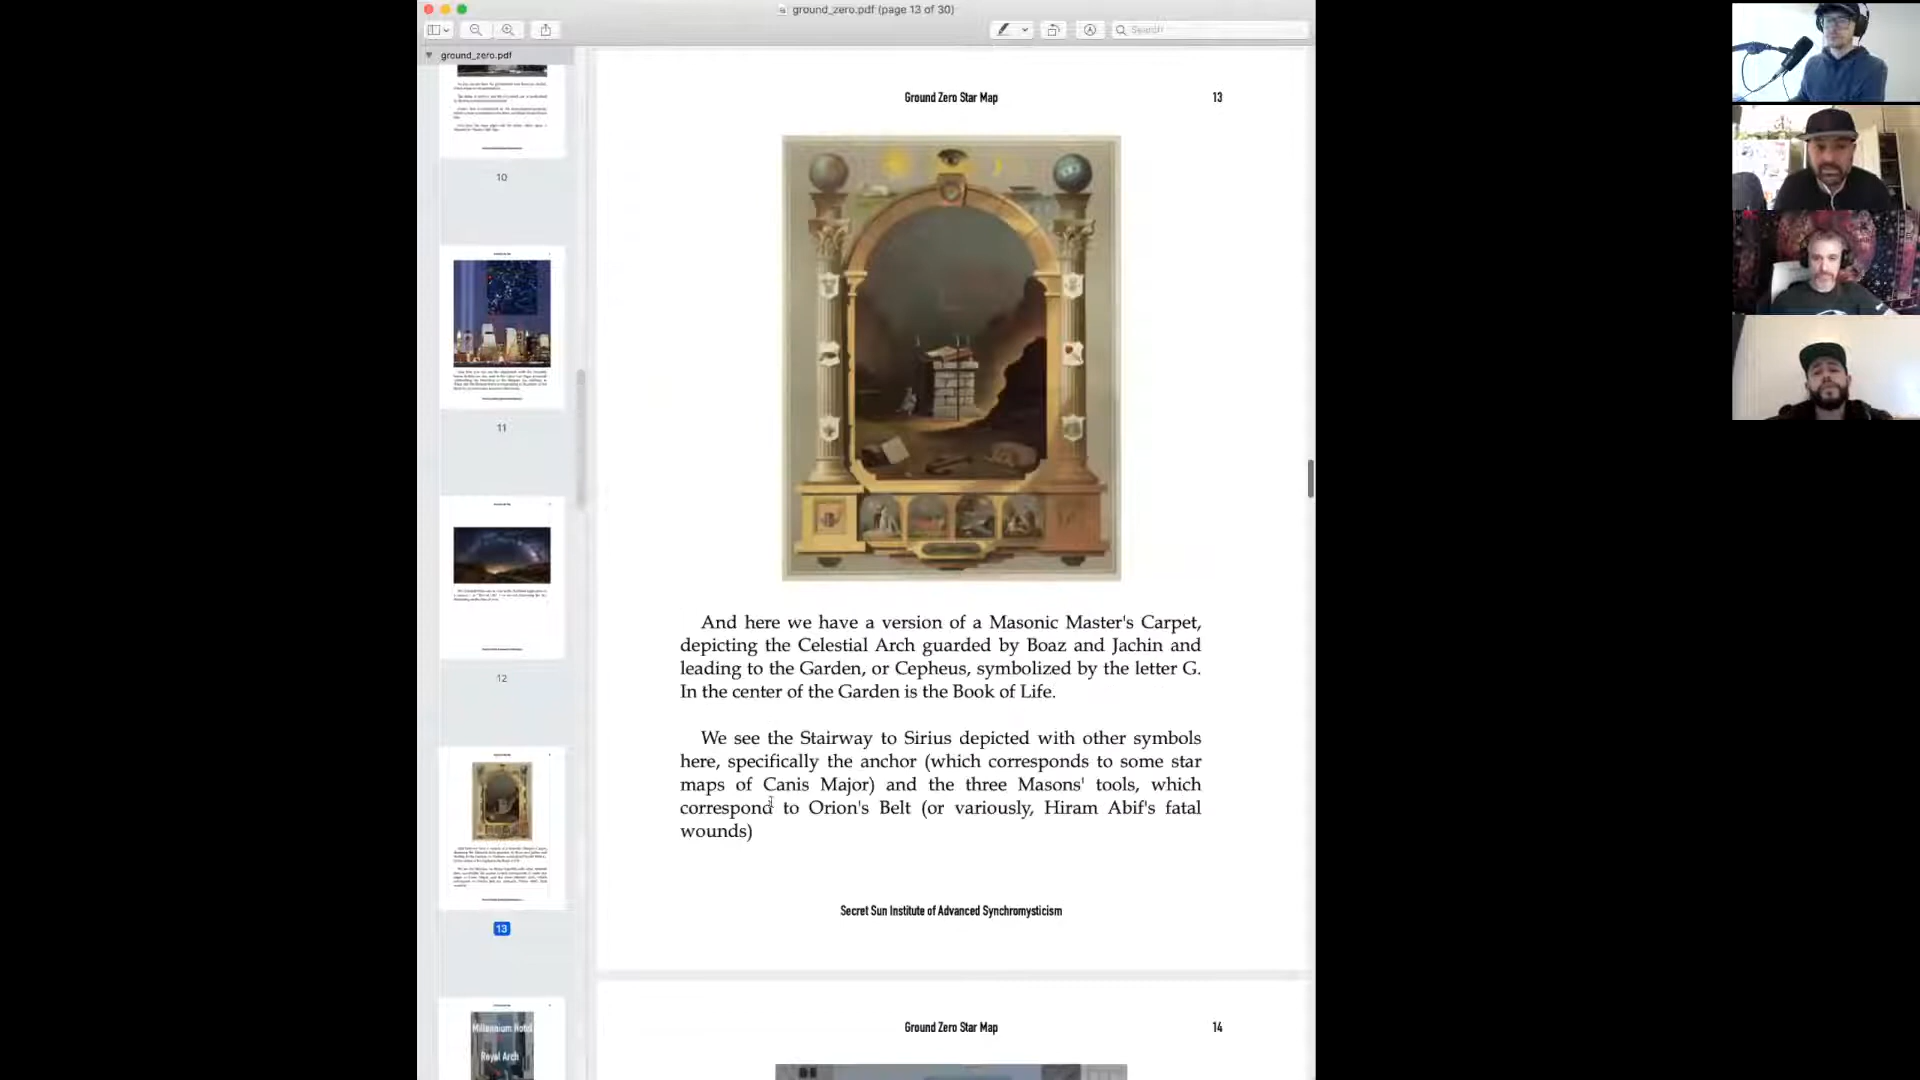 ground_zero.pdf (page 13 of 30)
Search
ground_zero.pdf
10
11
12
13
Millennium Hotel
Royal Arch
Ground Zero Star Map
13
And here we have a version of a Masonic Master's Carpet,
depicting the Celestial Arch guarded by Boaz and Jachin and
leading to the Garden, or Cepheus, symbolized by the letter G.
In the center of the Garden is the Book of Life.
We see the Stairway to Sirius depicted with other symbols
here, specifically the anchor (which corresponds to some star
maps of Canis Major) and the three Masons' tools, which
correspond to Orion's Belt (or variously, Hiram Abif's fatal
wounds)
Secret Sun Institute of Advanced Synchromysticism
Ground Zero Star Map
14